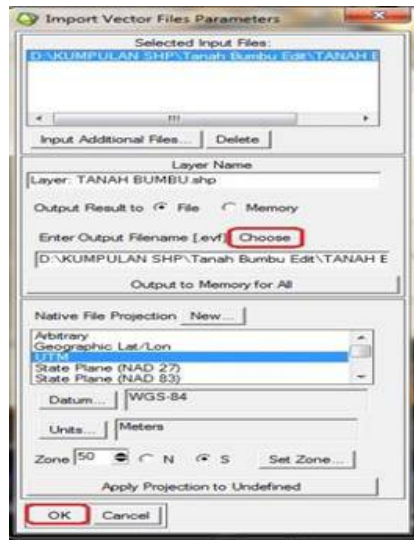 Import Vector Files Parameters
Selected Input Files:
D:\KUMPULAN SHP\Tanah Bumbu Edit\TANAH E
Input Additional Files... Delete
Layer Name
Layer: TANAH BUMBU.shp
Output Result to File Memory
Enter Output Filename [.evf] Choose
D:\KUMPULAN SHP\Tanah Bumbu Edit\TANAH E
Output to Memory for All
Native File Projection New...
Arbitrary
Geographic Lat/Lon
UTM
State Plane (NAD 27)
State Plane (NAD 83)
Datum... WGS-84
Units... Meters
Zone 50 N S Set Zone...
Apply Projection to Undefined
OK Cancel